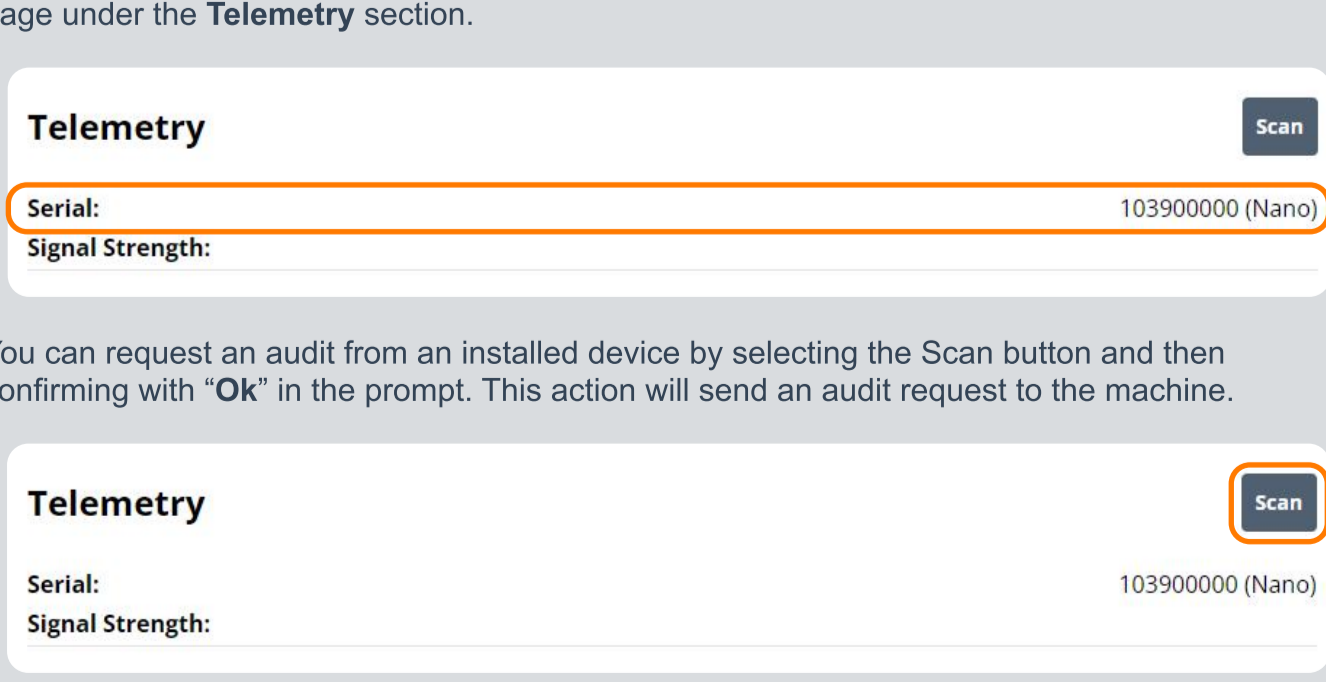 age under the Telemetry section.
Telemetry
Scan
Serial: 103900000 (Nano)
Signal Strength:
ou can request an audit from an installed device by selecting the Scan button and then
onfirming with “Ok” in the prompt. This action will send an audit request to the machine.
Telemetry
Scan
Serial: 103900000 (Nano)
Signal Strength: